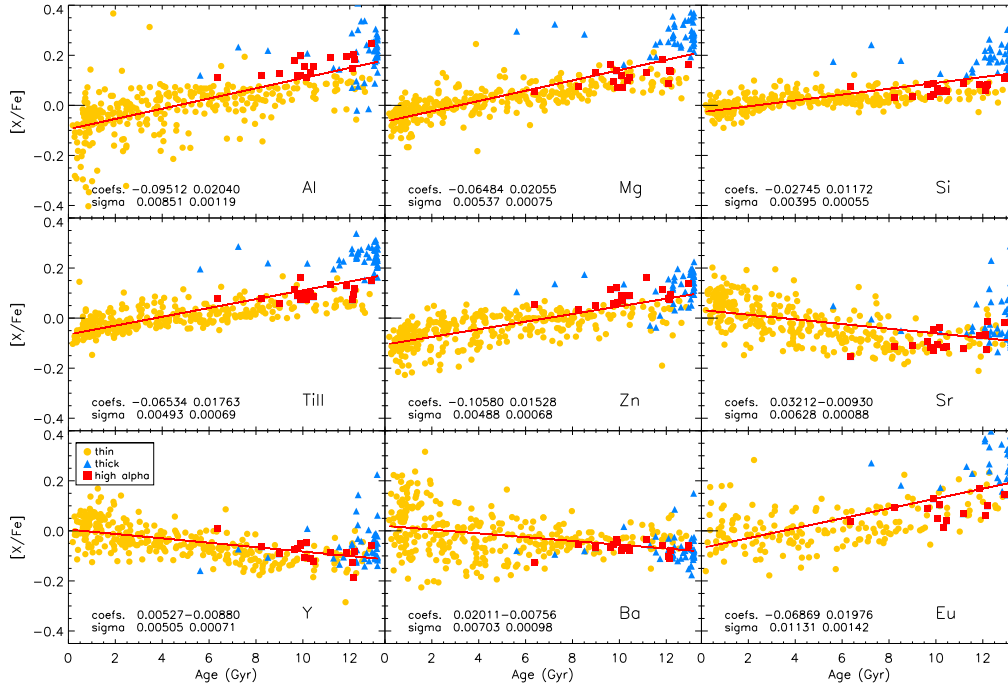 0.4
0.2
0.0
−0.2
−0.4
[X/Fe]
coefs. −0.09512 0.02040
sigma 0.00851 0.00119
Al
coefs. −0.06484 0.02055
sigma 0.00537 0.00075
Mg
coefs. −0.02745 0.01172
sigma 0.00395 0.00055
Si
0.2
0.0
−0.2
0.4
[X/Fe]
coefs. −0.06534 0.01763
sigma 0.00493 0.00069
TiII
coefs. −0.10580 0.01528
sigma 0.00488 0.00068
Zn
coefs. 0.03212−0.00930
sigma 0.00628 0.00088
Sr
0.4
0.2
0.0
−0.2
−0.4
[X/Fe]
thin
thick
high alpha
coefs. 0.00527−0.00880
sigma 0.00505 0.00071
Y
coefs. 0.02011−0.00756
sigma 0.00703 0.00098
Ba
coefs. −0.06869 0.01976
sigma 0.01131 0.00142
Eu
0 2 4 6 8 10 12
0 2 4 6 8 10 12
0 2 4 6 8 10 12
Age (Gyr)
Age (Gyr)
Age (Gyr)